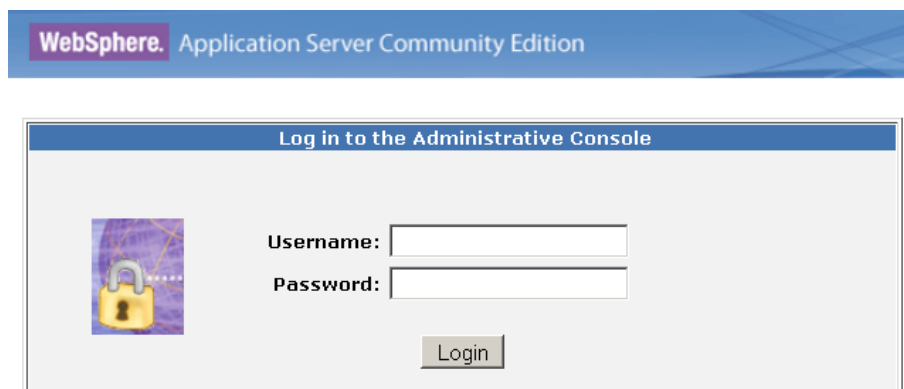 WebSphere. Application Server Community Edition
Log in to the Administrative Console
Username:
Password:
Login